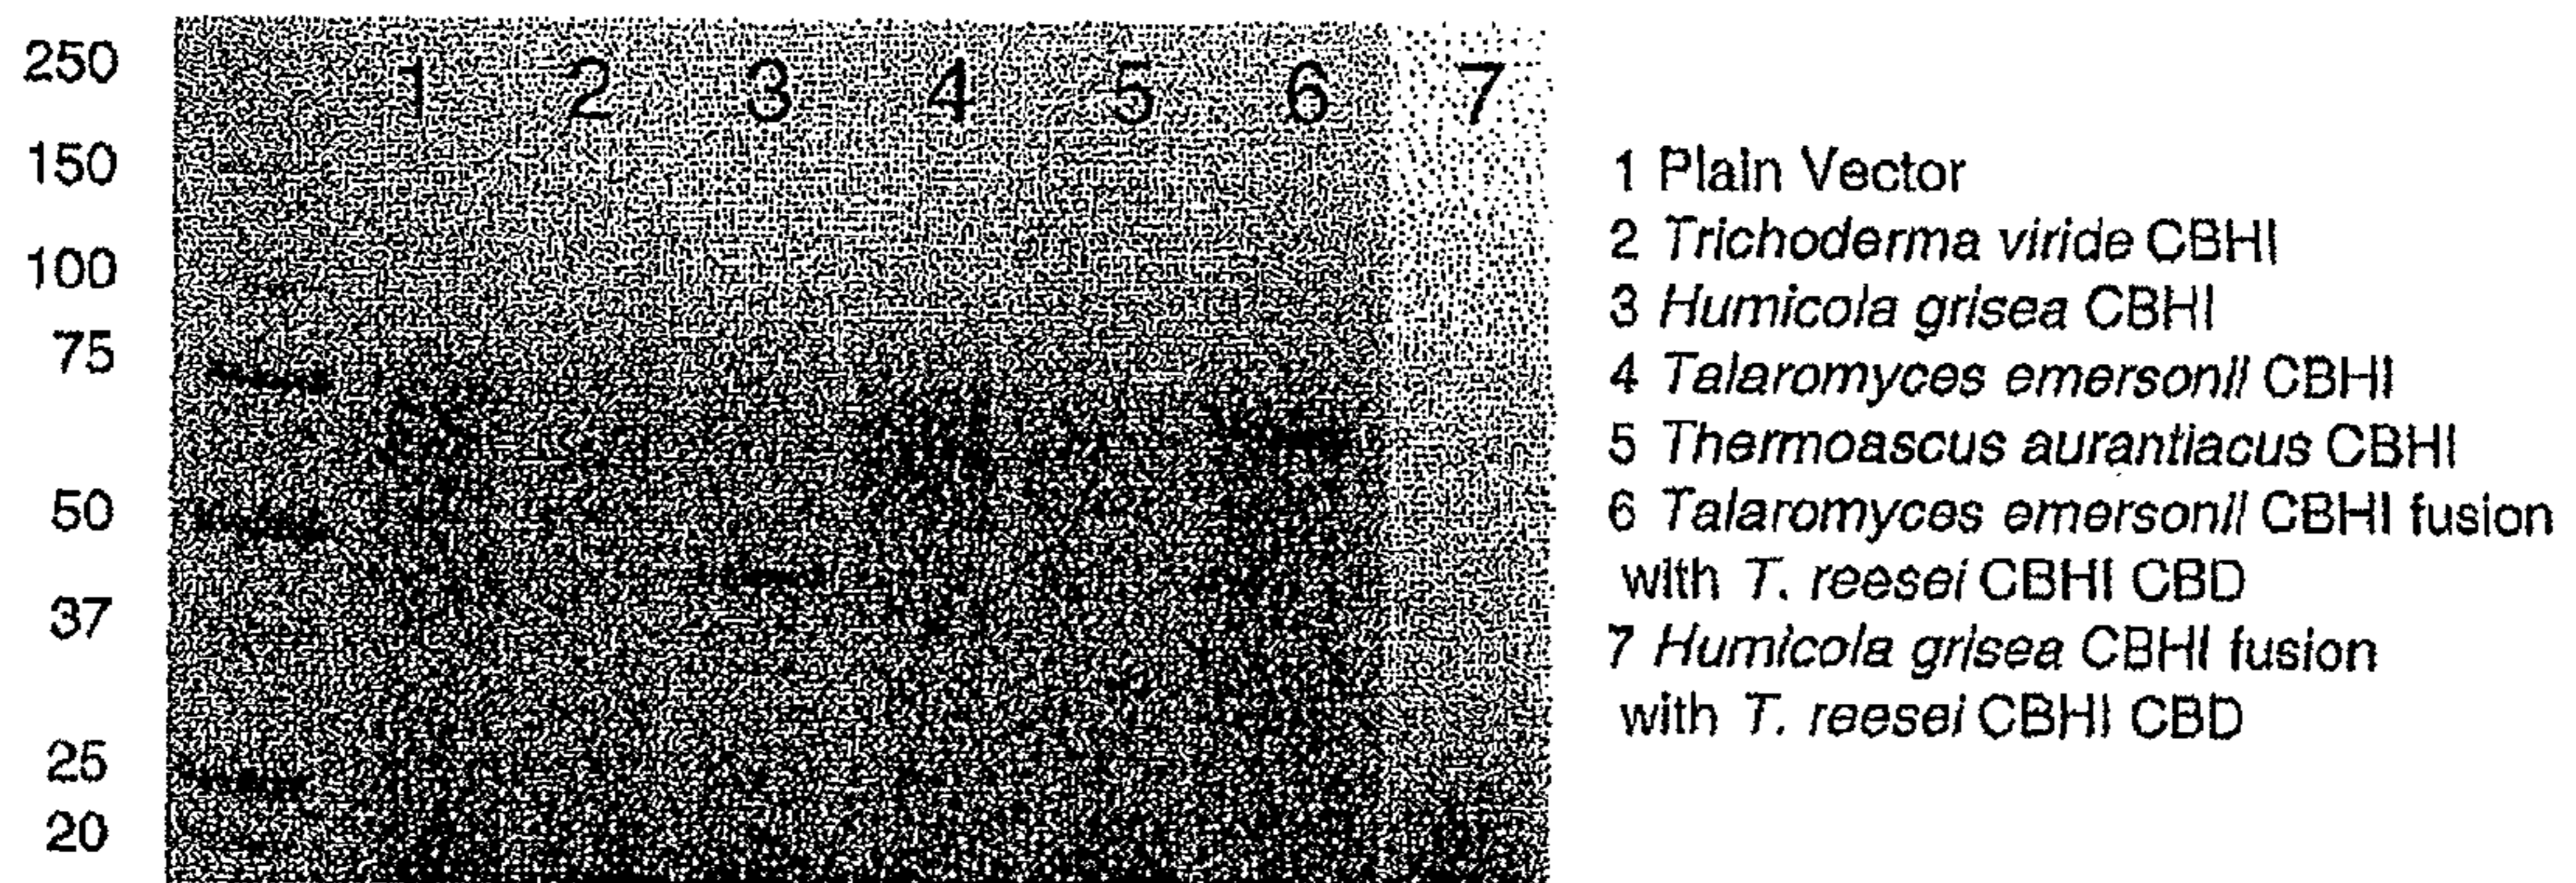 250
150
100
75
50
37
25
20
1 2 3 4 5 6 7
1 Plain Vector
2 Trichoderma viride CBHI
3 Humicola grisea CBHI
4 Talaromyces emersonii CBHI
5 Thermoascus aurantiacus CBHI
6 Talaromyces emersonii CBHI fusion
with T. reesei CBHI CBD
7 Humicola grisea CBHI fusion
with T. reesei CBHI CBD